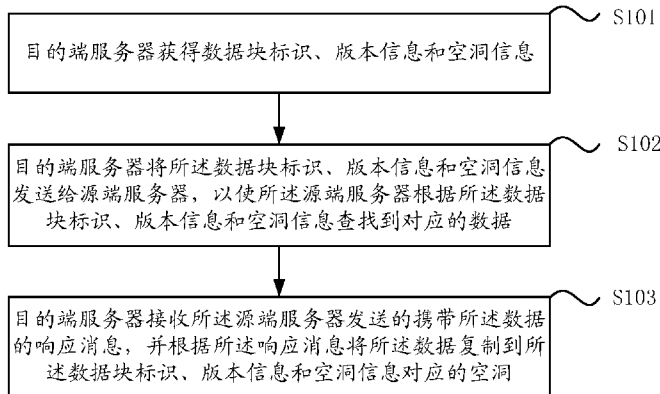 S101
目的端服务器获得数据块标识、版本信息和空洞信息
S102
目的端服务器将所述数据块标识、版本信息和空洞信息
发送给源端服务器，以使所述源端服务器根据所述数据
块标识、版本信息和空洞信息查找到对应的数据
S103
目的端服务器接收所述源端服务器发送的携带所述数据
的响应消息，并根据所述响应消息将所述数据复制到所
述数据块标识、版本信息和空洞信息对应的空洞